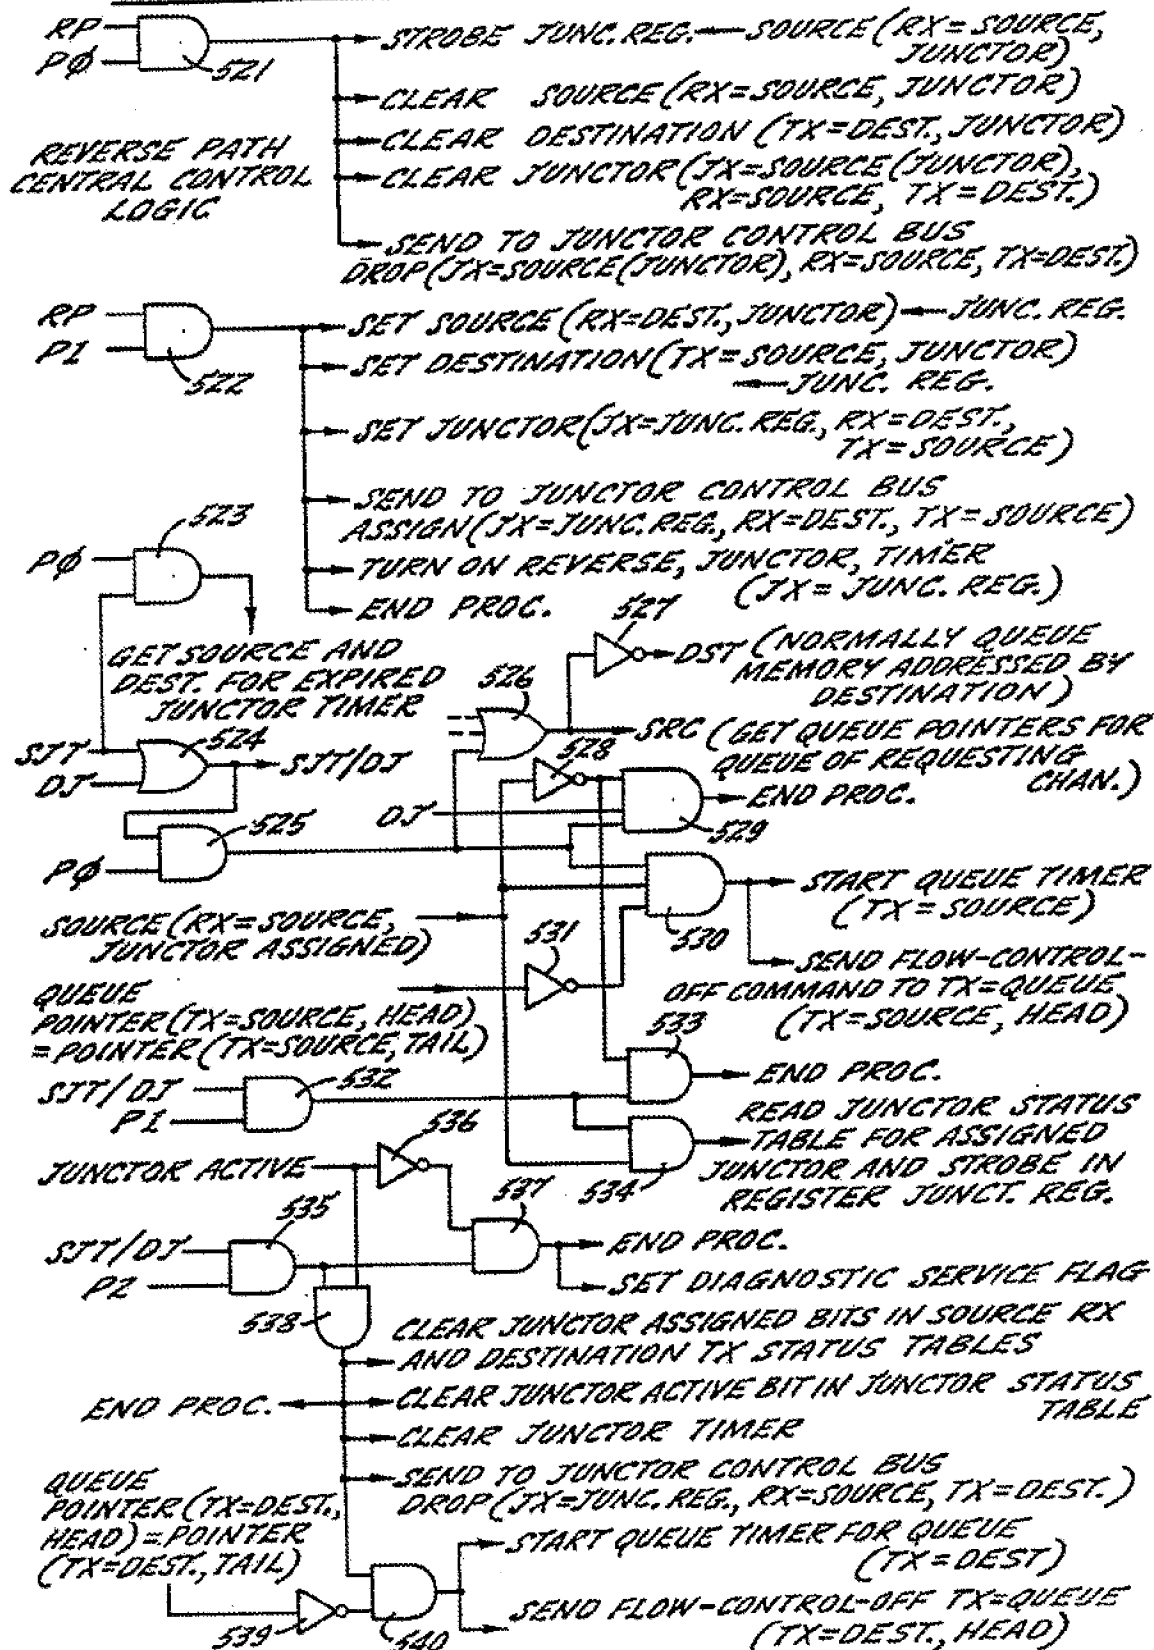 RP
PØ
521
STROBE JUNC. REG. SOURCE (RX=SOURCE,
JUNCTOR)
CLEAR SOURCE (RX=SOURCE, JUNCTOR)
CLEAR DESTINATION (TX=DEST., JUNCTOR)
CLEAR JUNCTOR (JX=SOURCE (JUNCTOR),
RX=SOURCE, TX=DEST.)
REVERSE PATH
CENTRAL CONTROL
LOGIC
SEND TO JUNCTOR CONTROL BUS
DROP (JX=SOURCE (JUNCTOR), RX=SOURCE, TX=DEST.)
RP
P1
522
SET SOURCE (RX=DEST., JUNCTOR) JUNC. REG.
SET DESTINATION (TX=SOURCE, JUNCTOR)
JUNC. REG.
SET JUNCTOR (JX=JUNC. REG., RX=DEST.,
TX=SOURCE)
SEND TO JUNCTOR CONTROL BUS
ASSIGN (JX=JUNC. REG., RX=DEST., TX=SOURCE)
TURN ON REVERSE, JUNCTOR, TIMER
(JX=JUNC. REG.)
END PROC.
523
PØ
GET SOURCE AND
DEST. FOR EXPIRED
JUNCTOR TIMER
527
DST (NORMALLY QUEUE
MEMORY ADDRESSED BY
DESTINATION)
526
SRC (GET QUEUE POINTERS FOR
QUEUE OF REQUESTING
CHAN.)
SJT
DJ
524
SJT/DJ
528
DJ
END PROC.
529
525
PØ
SOURCE (RX=SOURCE,
JUNCTOR ASSIGNED)
530
START QUEUE TIMER
(TX=SOURCE)
531
SEND FLOW-CONTROL-
OFF COMMAND TO TX=QUEUE
(TX=SOURCE, HEAD)
QUEUE
POINTER (TX=SOURCE, HEAD)
=POINTER (TX=SOURCE, TAIL)
533
END PROC.
SJT/DJ
P1
532
READ JUNCTOR STATUS
TABLE FOR ASSIGNED
JUNCTOR AND STROBE IN
REGISTER JUNCT. REG.
534
536
JUNCTOR ACTIVE
535
537
SJT/DJ
P2
END PROC.
SET DIAGNOSTIC SERVICE FLAG
538
CLEAR JUNCTOR ASSIGNED BITS IN SOURCE RX
AND DESTINATION TX STATUS TABLES
END PROC.
CLEAR JUNCTOR ACTIVE BIT IN JUNCTOR STATUS
TABLE
CLEAR JUNCTOR TIMER
SEND TO JUNCTOR CONTROL BUS
DROP (JX=JUNC. REG., RX=SOURCE, TX=DEST.)
QUEUE
POINTER (TX=DEST.,
HEAD)=POINTER
(TX=DEST., TAIL)
START QUEUE TIMER FOR QUEUE
(TX=DEST)
539
540
SEND FLOW-CONTROL-OFF TX=QUEUE
(TX=DEST., HEAD)